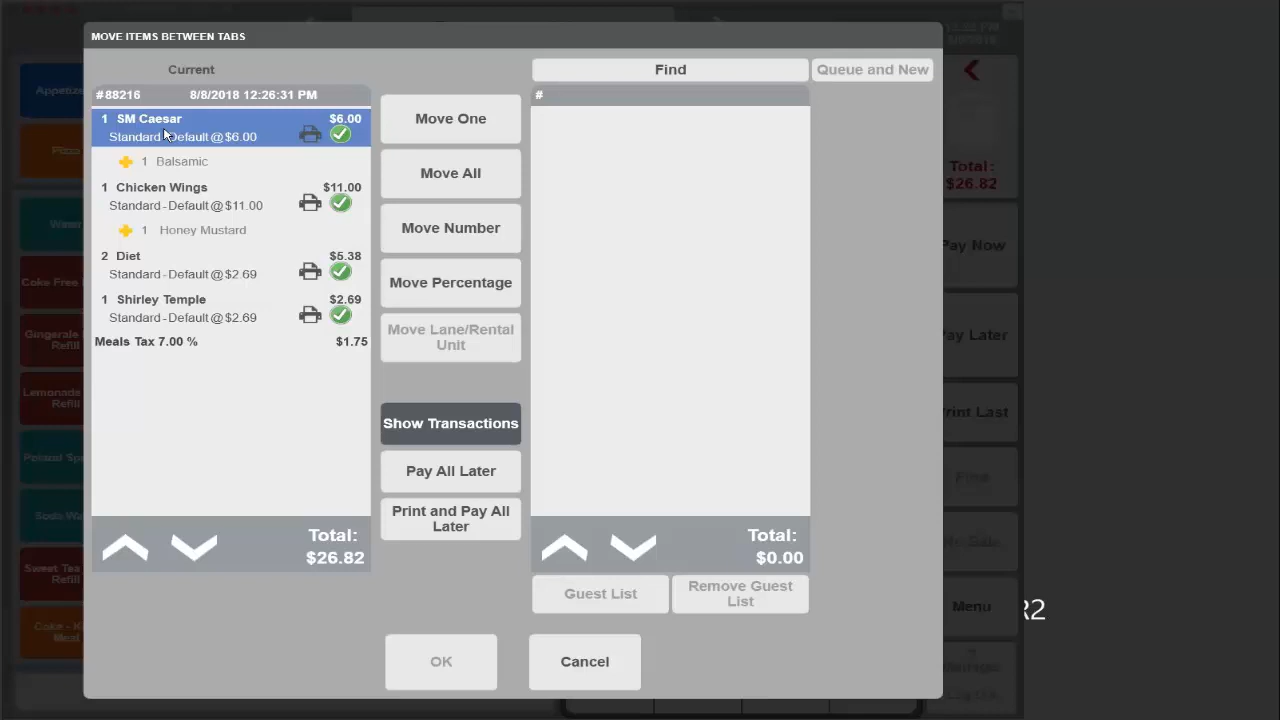 MOVE ITEMS BETWEEN TABS
Current
Find
Queue and New
#88216 8/8/2018 12:26:31 PM
#
1 SM Caesar $6.00
Standard-Default@$6.00
1 Balsamic
1 Chicken Wings $11.00
Standard-Default@$11.00
1 Honey Mustard
2 Diet $5.38
Standard-Default@$2.69
1 Shirley Temple $2.69
Standard-Default@$2.69
Meals Tax 7.00 % $1.75
Total:
$26.82
Move One
Move All
Move Number
Move Percentage
Move Lane/Rental
Unit
Show Transactions
Pay All Later
Print and Pay All
Later
Total:
$0.00
Guest List
Remove Guest
List
OK
Cancel
Pizza
Coke Free
Gingerale
Refill
Lemonade
Refill
Sweet Tea
Refill
Total:
$26.82
Pay Now
Pay Later
Print Last
Menu
R2